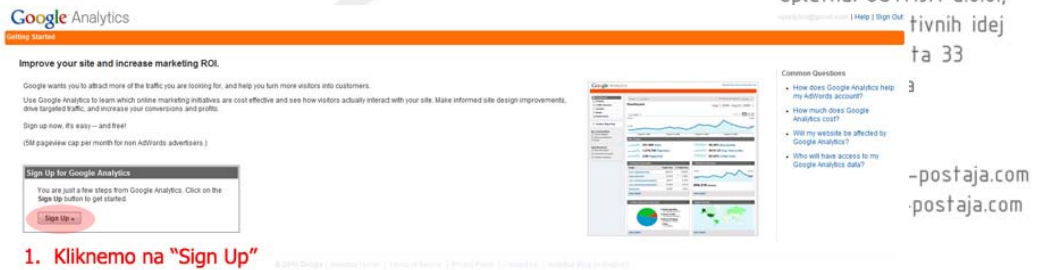 Google Analytics
| Help | Sign Out
tivnih idej
Getting Started
ta 33
Improve your site and increase marketing ROI.
Google wants you to attract more of the traffic you are looking for, and help you turn more visitors into customers.
Use Google Analytics to learn which online marketing initiatives are cost effective and see how visitors actually interact with your site. Make informed site design improvements,
drive targeted traffic, and increase your conversions and profits.
Sign up now, it's easy -- and free!
(5M pageview cap per month for non AdWords advertisers.)
Sign Up for Google Analytics
You are just a few steps from Google Analytics. Click on the
Sign Up button to get started.
Sign Up »
1. Kliknemo na "Sign Up"
Common Questions
How does Google Analytics help
my AdWords account?
How much does Google
Analytics cost?
Will my website be affected by
Google Analytics?
Who will have access to my
Google Analytics data?
-postaja.com
-postaja.com